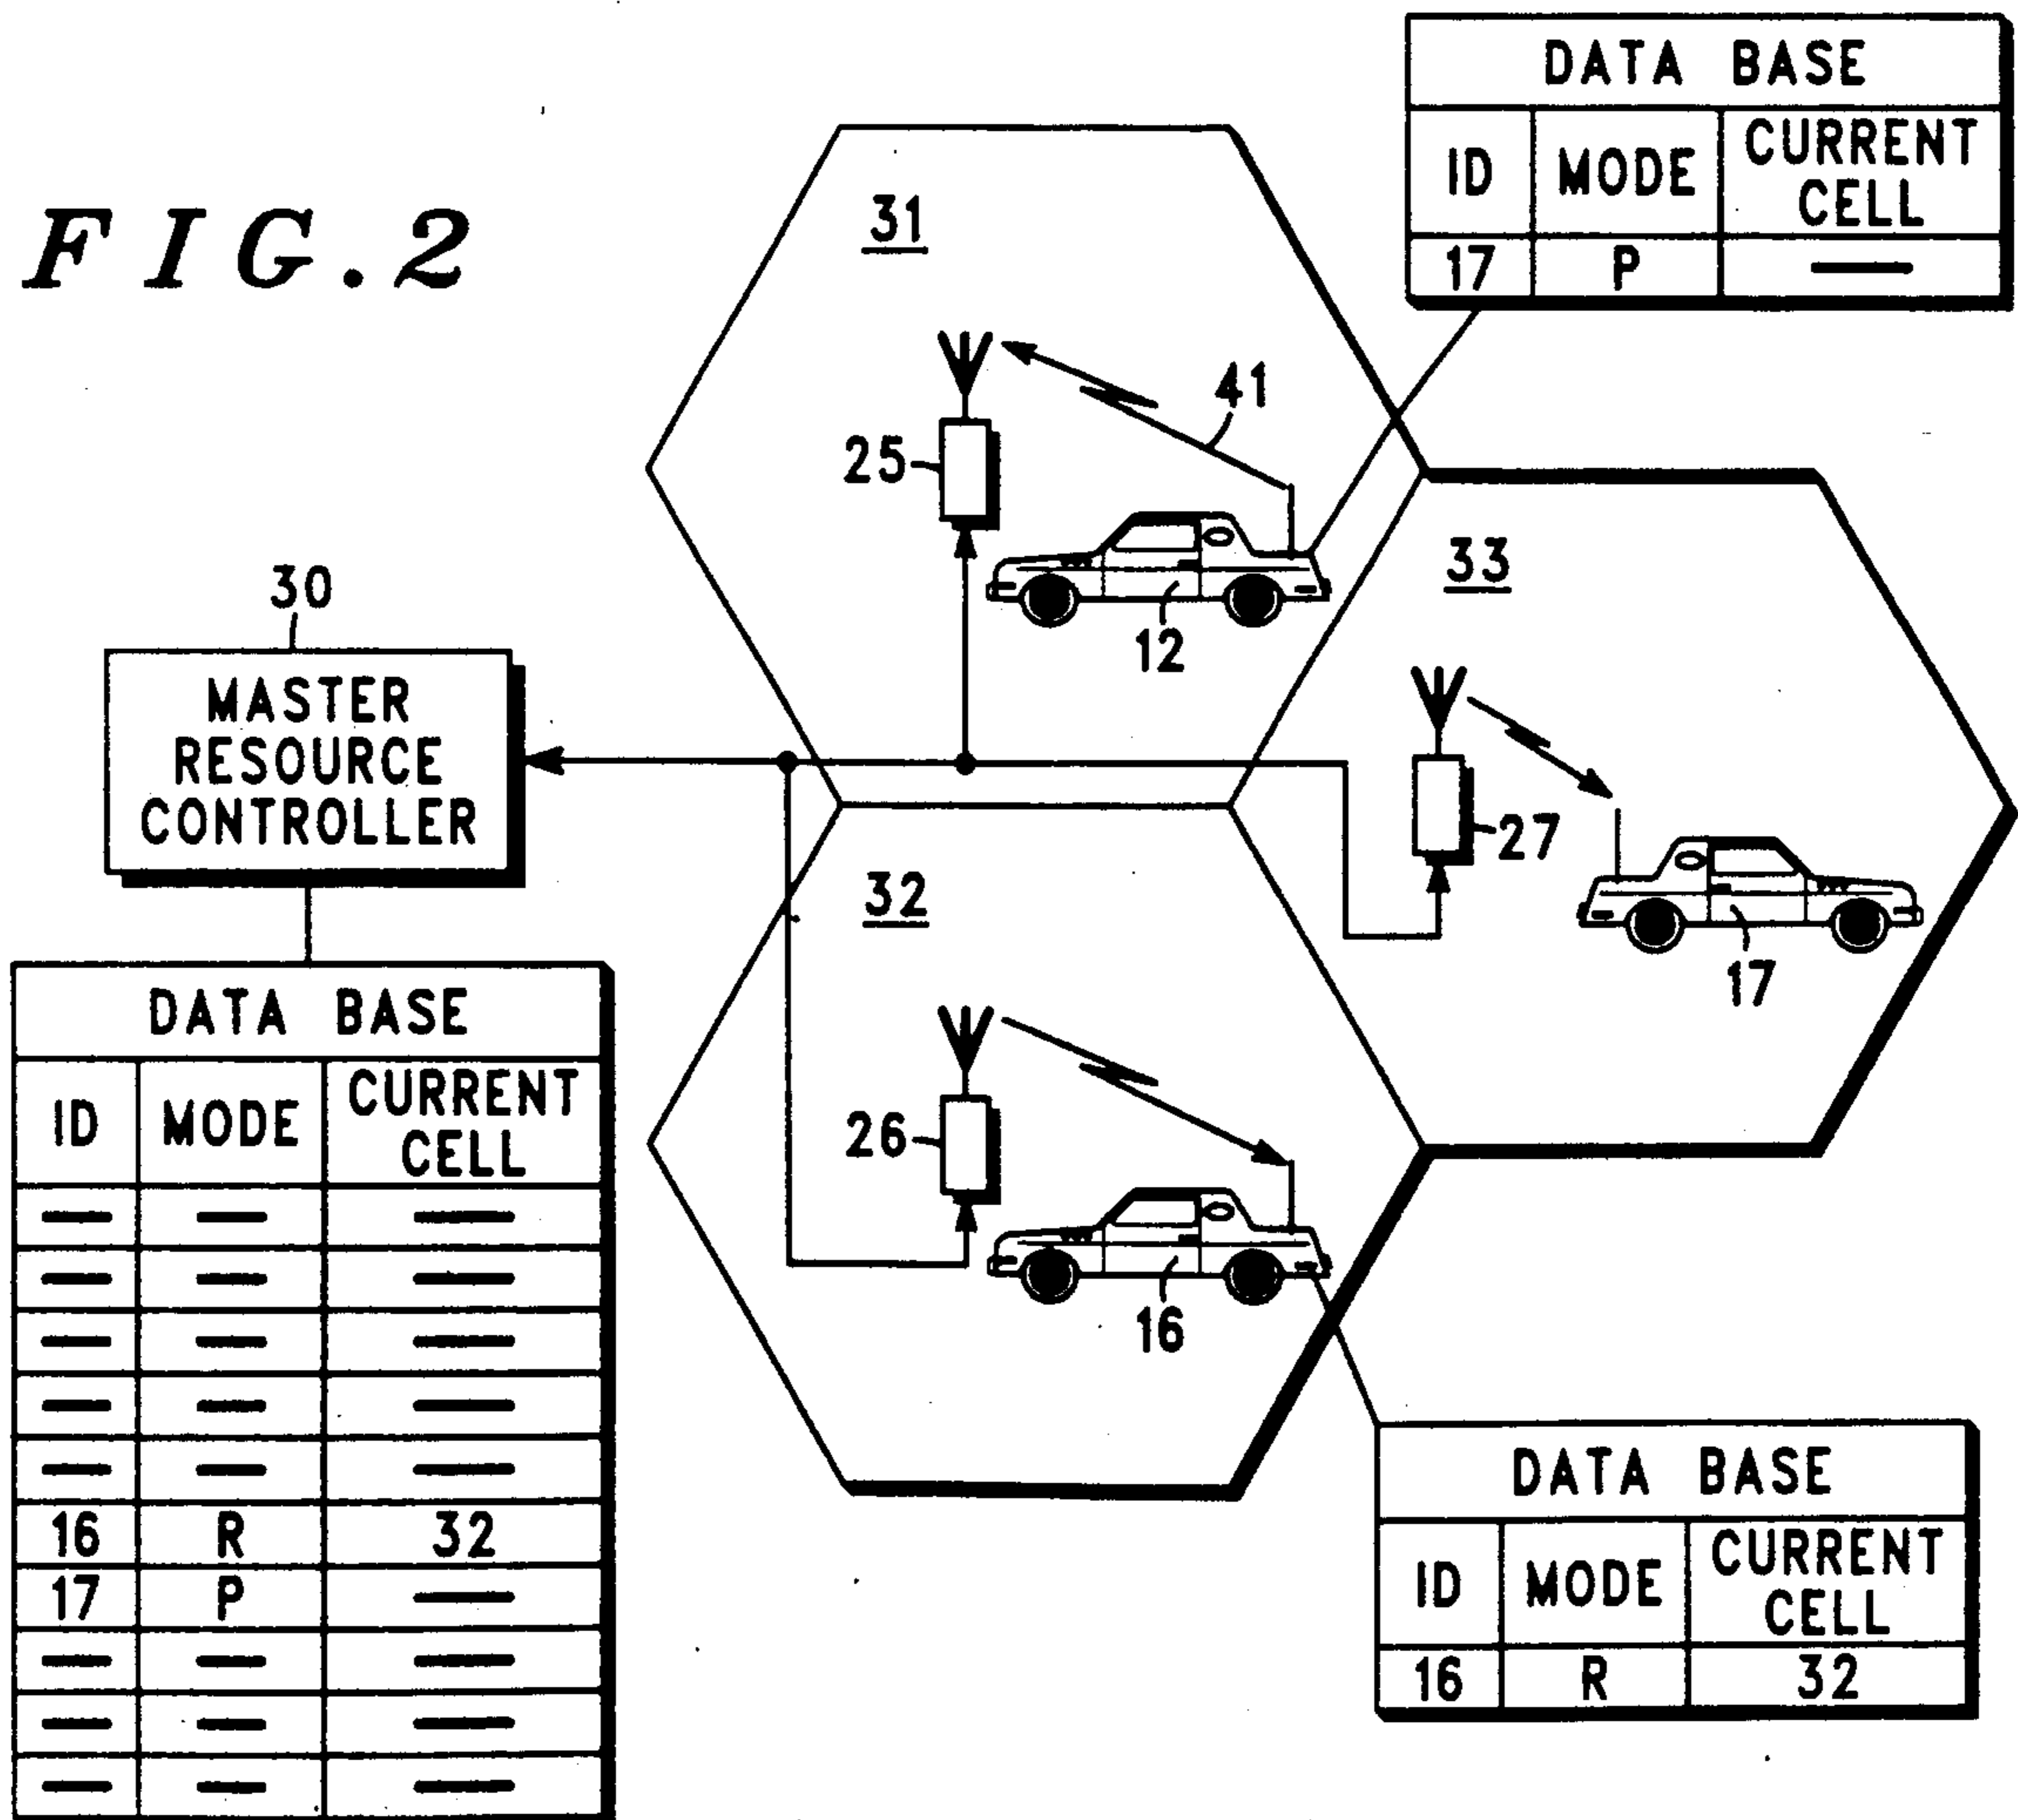 FIG.2
DATA BASE
ID MODE CURRENT CELL
17 P —
31
41
25
12
33
30
MASTER
RESOURCE
CONTROLLER
27
17
32
26
16
DATA BASE
ID MODE CURRENT CELL
— — —
— — —
— — —
— — —
— — —
16 R 32
17 P —
— — —
— — —
— — —
DATA BASE
ID MODE CURRENT CELL
16 R 32